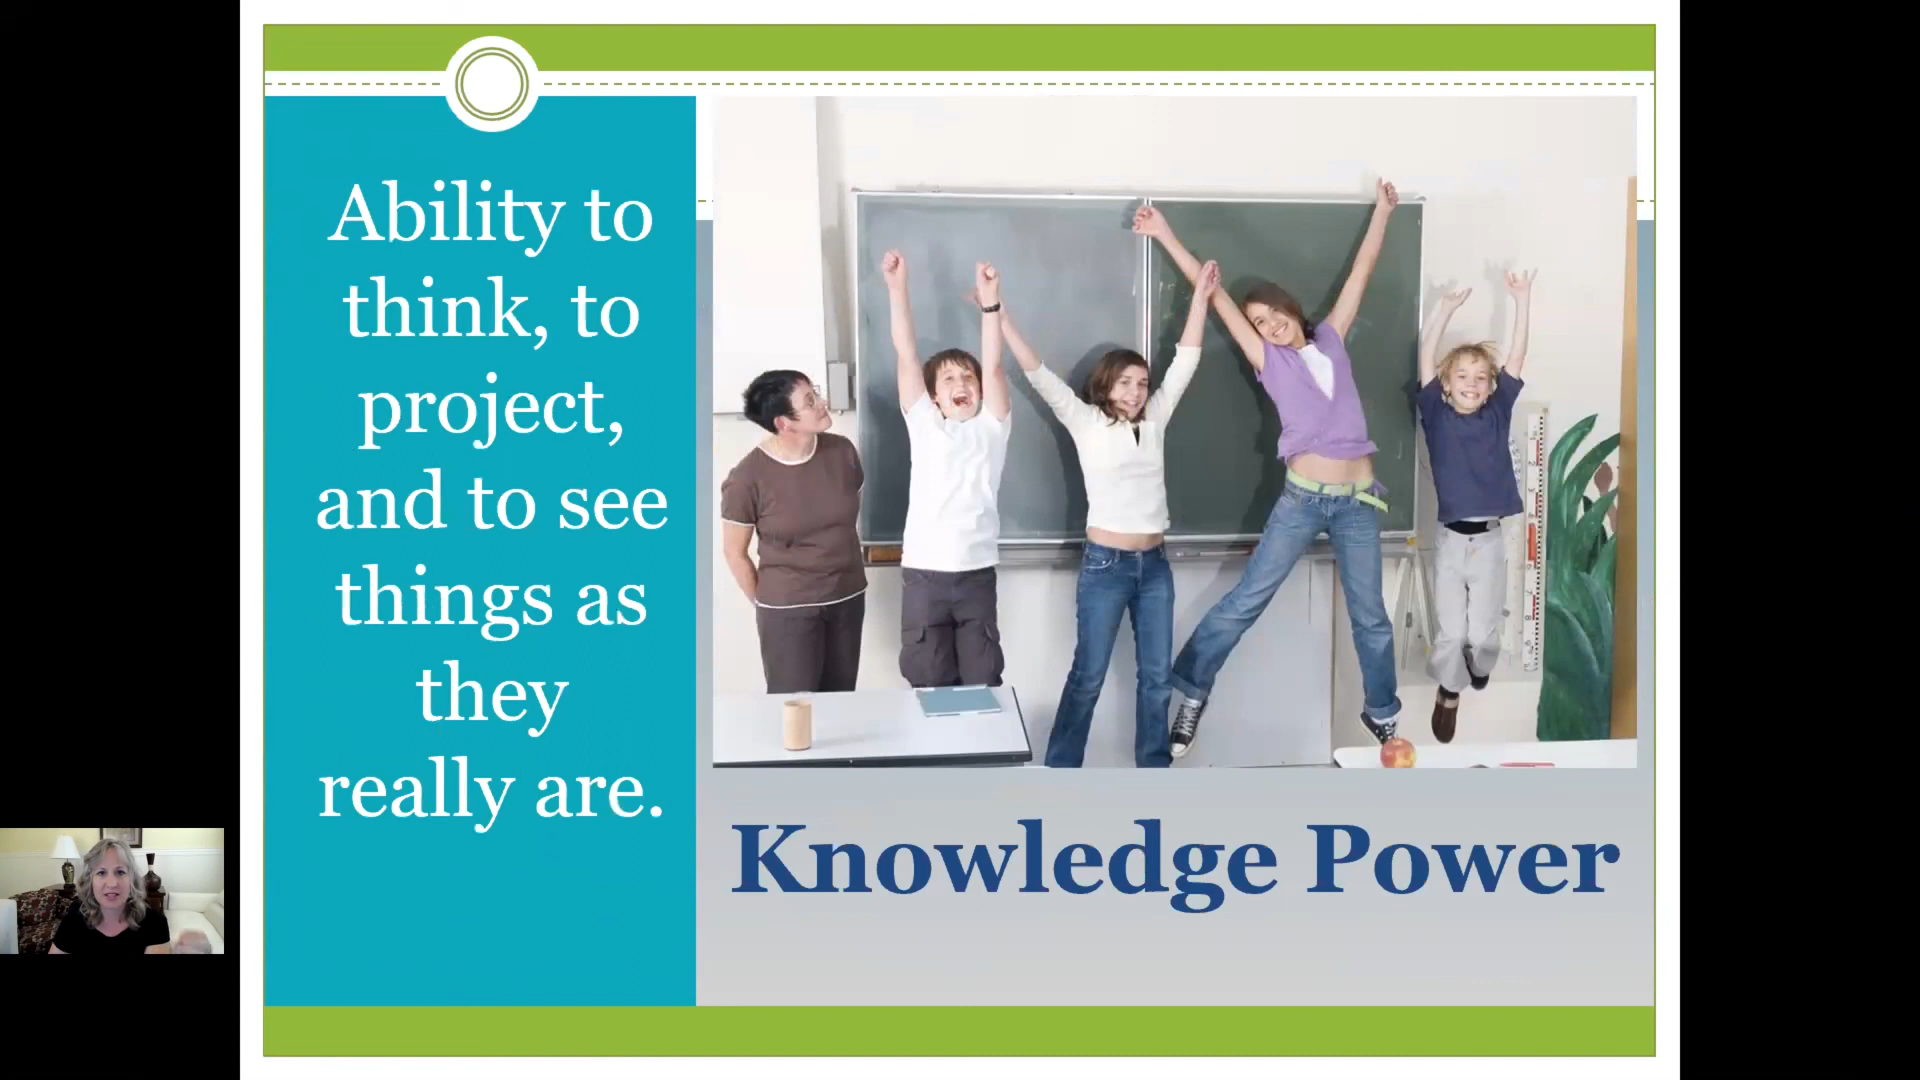 Ability to
think, to
project,
and to see
things as
they
really are.
Knowledge Power